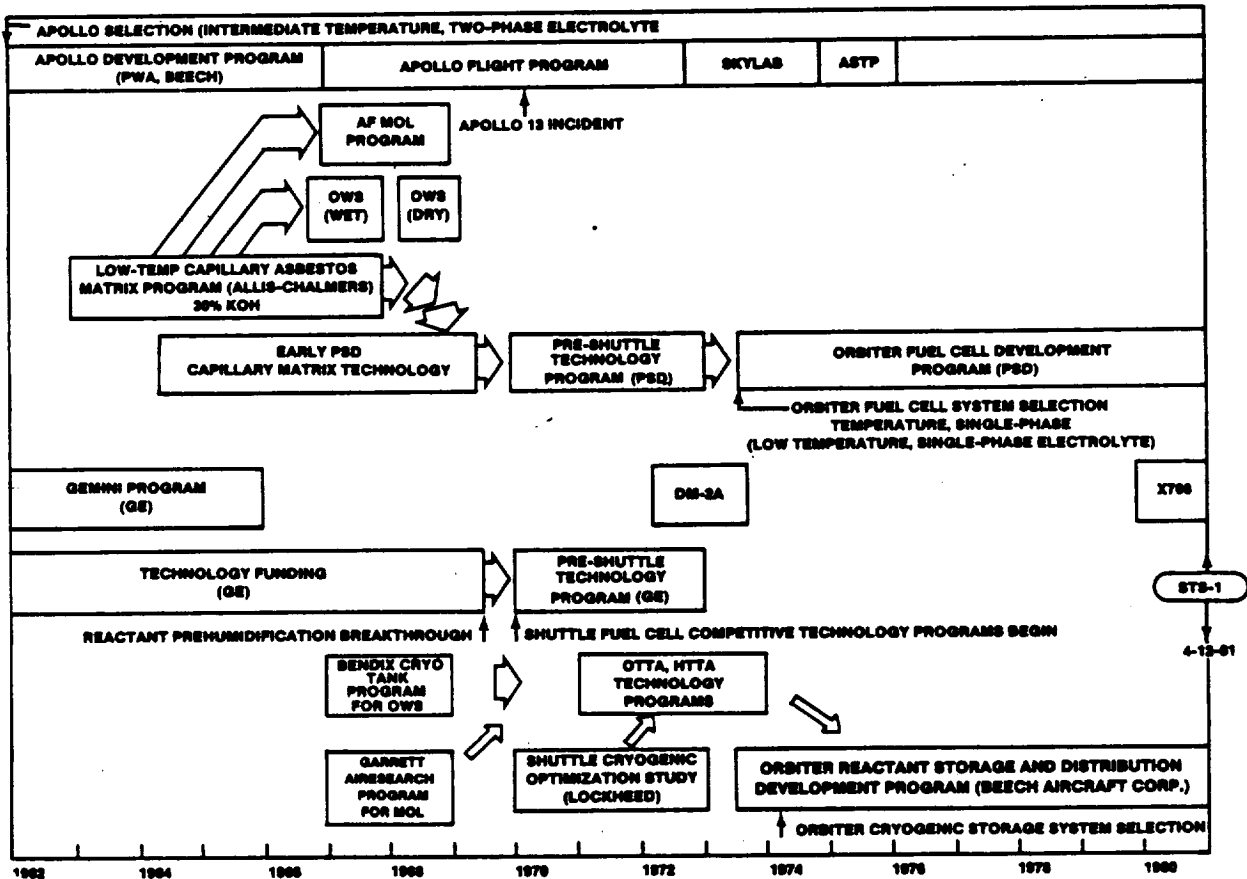 APOLLO SELECTION (INTERMEDIATE TEMPERATURE, TWO-PHASE ELECTROLYTE
APOLLO DEVELOPMENT PROGRAM
(PWA, BEECH)
APOLLO FLIGHT PROGRAM
SKYLAB
ASTP
APOLLO 13 INCIDENT
AF MOL
PROGRAM
OWS
(WET)
OWS
(DRY)
LOW-TEMP CAPILLARY ASBESTOS
MATRIX PROGRAM (ALLIS-CHALMERS)
30% KOH
EARLY PSD
CAPILLARY MATRIX TECHNOLOGY
PRE-SHUTTLE
TECHNOLOGY
PROGRAM (PSD)
ORBITER FUEL CELL DEVELOPMENT
PROGRAM (PSD)
ORBITER FUEL CELL SYSTEM SELECTION
TEMPERATURE, SINGLE-PHASE
(LOW TEMPERATURE, SINGLE-PHASE ELECTROLYTE)
GEMINI PROGRAM
(GE)
DM-2A
X706
TECHNOLOGY FUNDING
(GE)
PRE-SHUTTLE
TECHNOLOGY
PROGRAM (GE)
STS-1
REACTANT PREHUMIDIFICATION BREAKTHROUGH
SHUTTLE FUEL CELL COMPETITIVE TECHNOLOGY PROGRAMS BEGIN
4-12-81
BENDIX CRYO
TANK
PROGRAM
FOR OWS
OTTA, HTTA
TECHNOLOGY
PROGRAMS
GARRETT
AIRESEARCH
PROGRAM
FOR MOL
SHUTTLE CRYOGENIC
OPTIMIZATION STUDY
(LOCKHEED)
ORBITER REACTANT STORAGE AND DISTRIBUTION
DEVELOPMENT PROGRAM (BEECH AIRCRAFT CORP.)
ORBITER CRYOGENIC STORAGE SYSTEM SELECTION
1962 1964 1966 1968 1970 1972 1974 1976 1978 1980